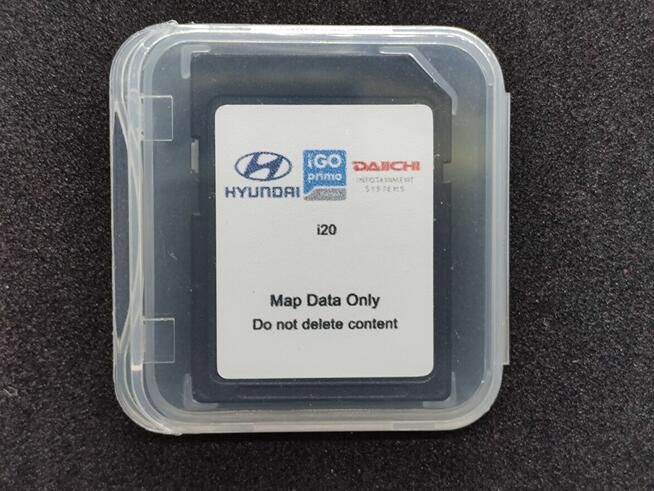 HYUNDAI
iGO
primo
DAIICHI
INFOTAINMENT
SYSTEMS
i20
Map Data Only
Do not delete content